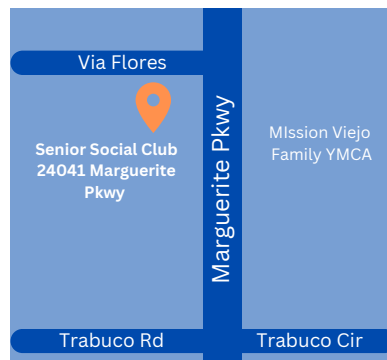 Via Flores
Senior Social Club
24041 Marguerite
Pkwy
Marguerite Pkwy
MIssion Viejo
Family YMCA
Trabuco Rd
Trabuco Cir